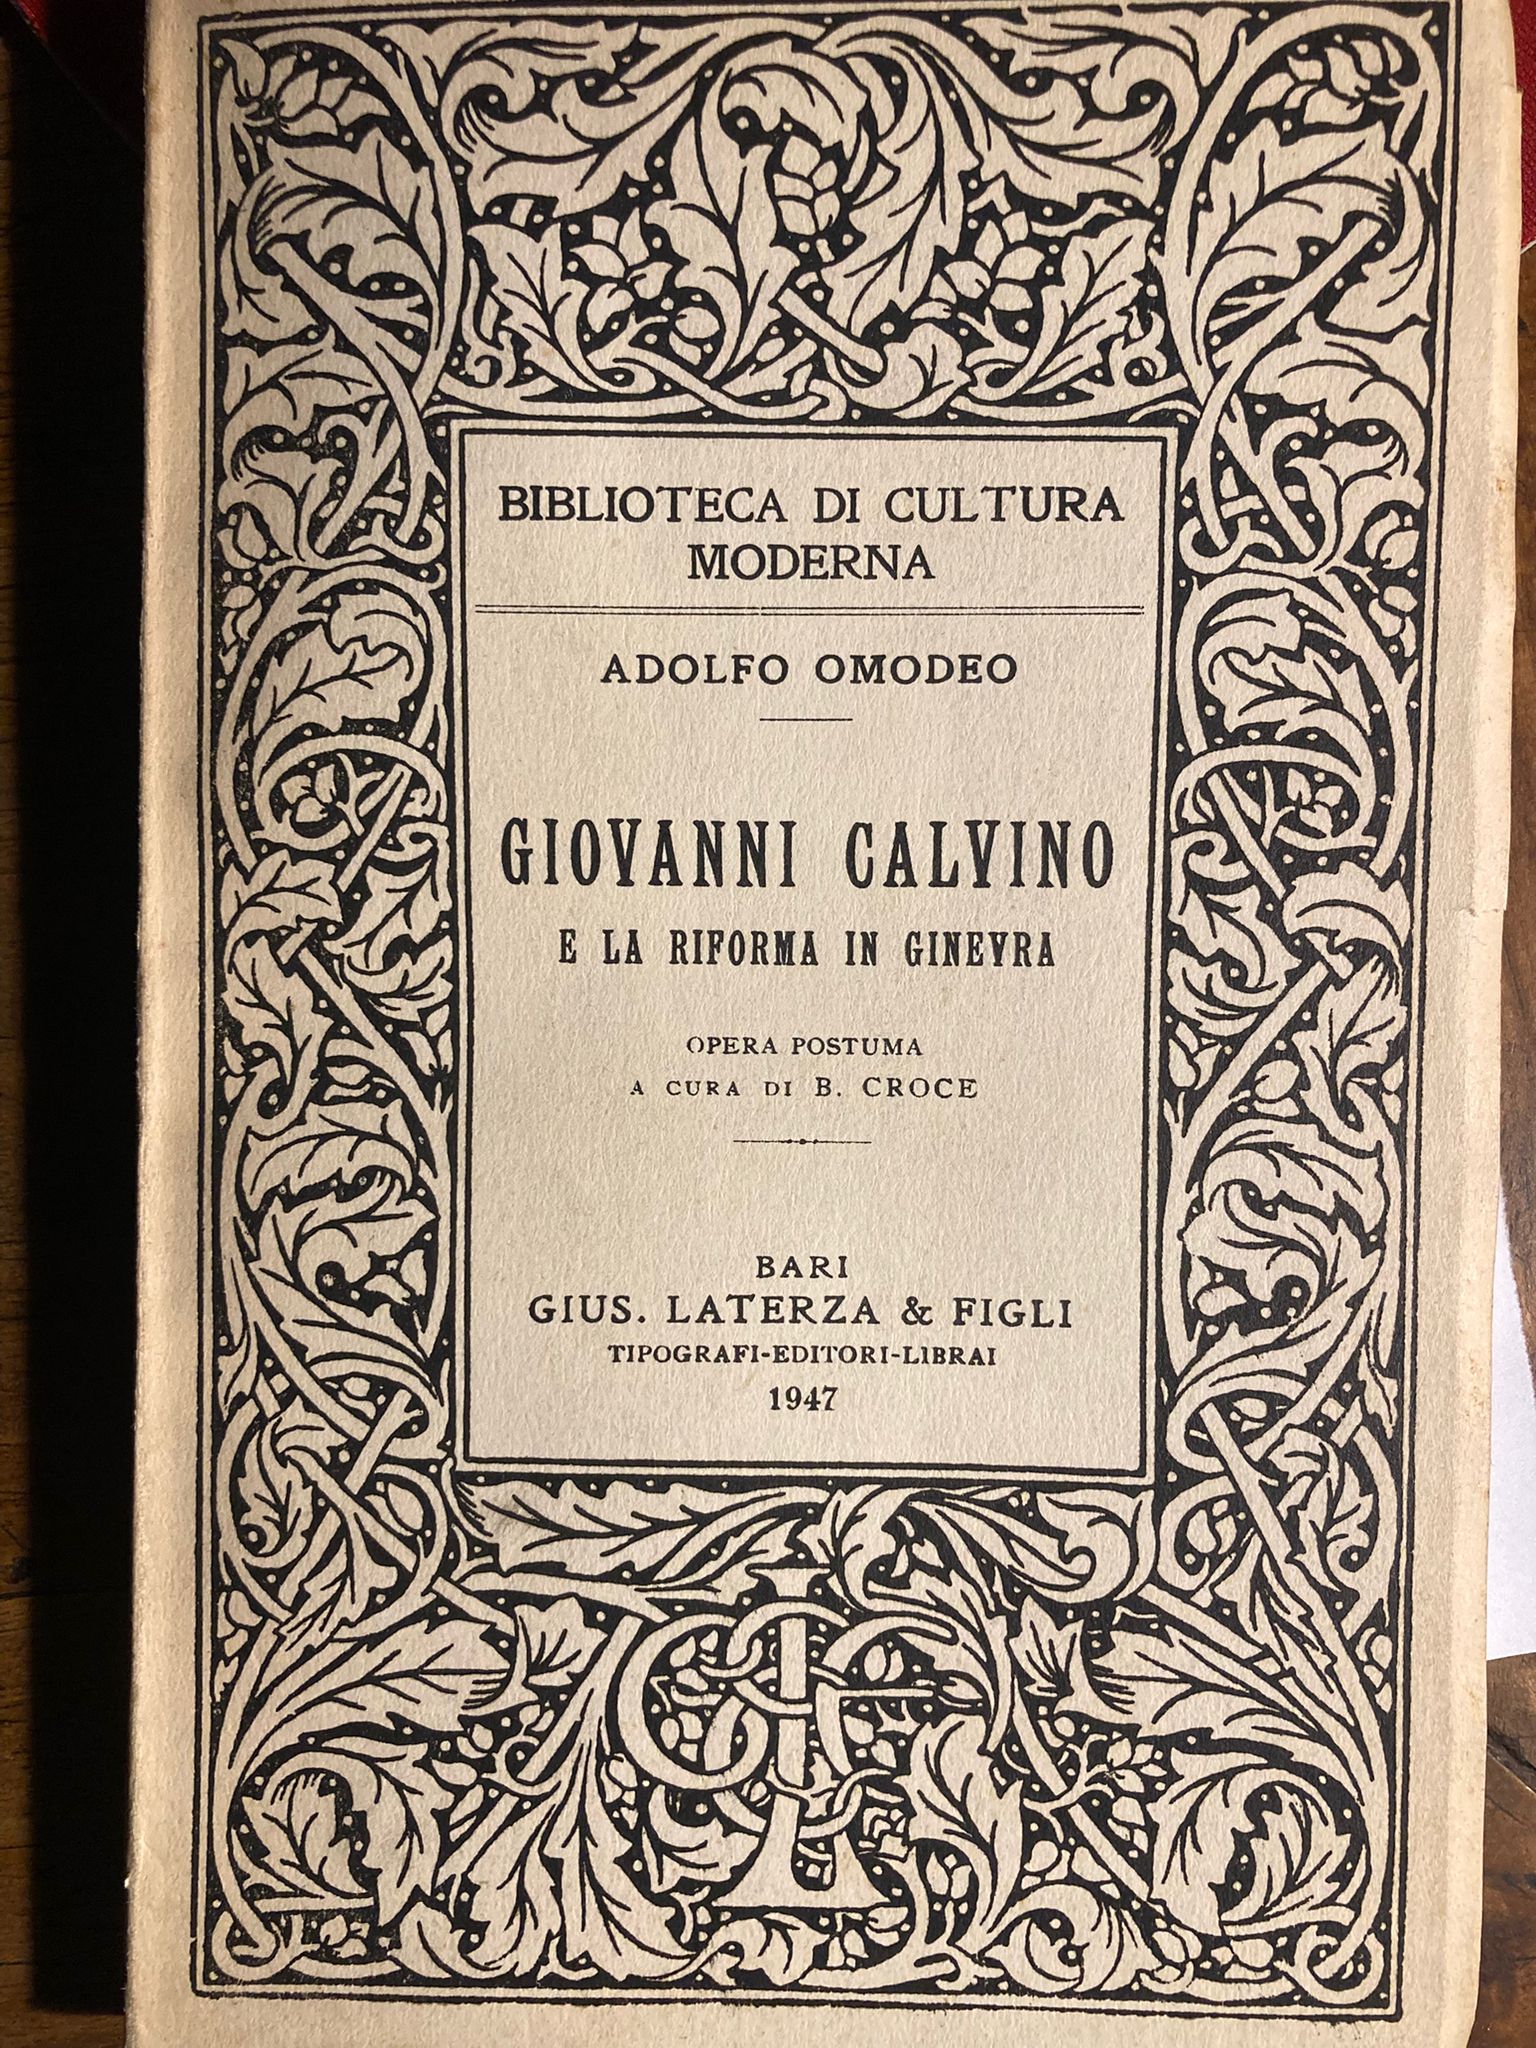 BIBLIOTECA DI CULTURA
MODERNA
ADOLFO OMODEO
GIOVANNI CALVINO
E LA RIFORMA IN GINEVRA
OPERA POSTUMA
A CURA DI B. CROCE
BARI
GIUS. LATERZA & FIGLI
TIPOGRAFI-EDITORI-LIBRAI
1947